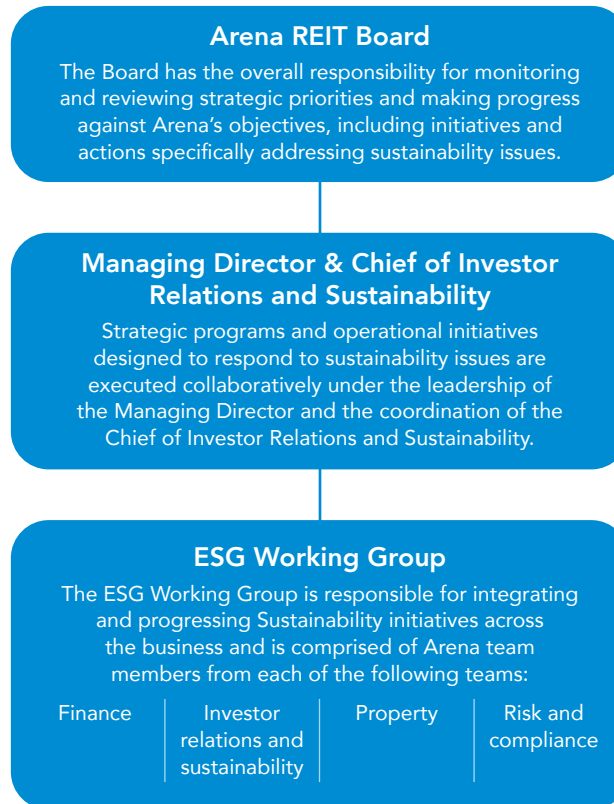 Arena REIT Board
The Board has the overall responsibility for monitoring
and reviewing strategic priorities and making progress
against Arena's objectives, including initiatives and
actions specifically addressing sustainability issues.
Managing Director & Chief of Investor
Relations and Sustainability
Strategic programs and operational initiatives
designed to respond to sustainability issues are
executed collaboratively under the leadership of
the Managing Director and the coordination of the
Chief of Investor Relations and Sustainability.
ESG Working Group
The ESG Working Group is responsible for integrating
and progressing Sustainability initiatives across
the business and is comprised of Arena team
members from each of the following teams:
Finance
Investor
relations and
sustainability
Property
Risk and
compliance